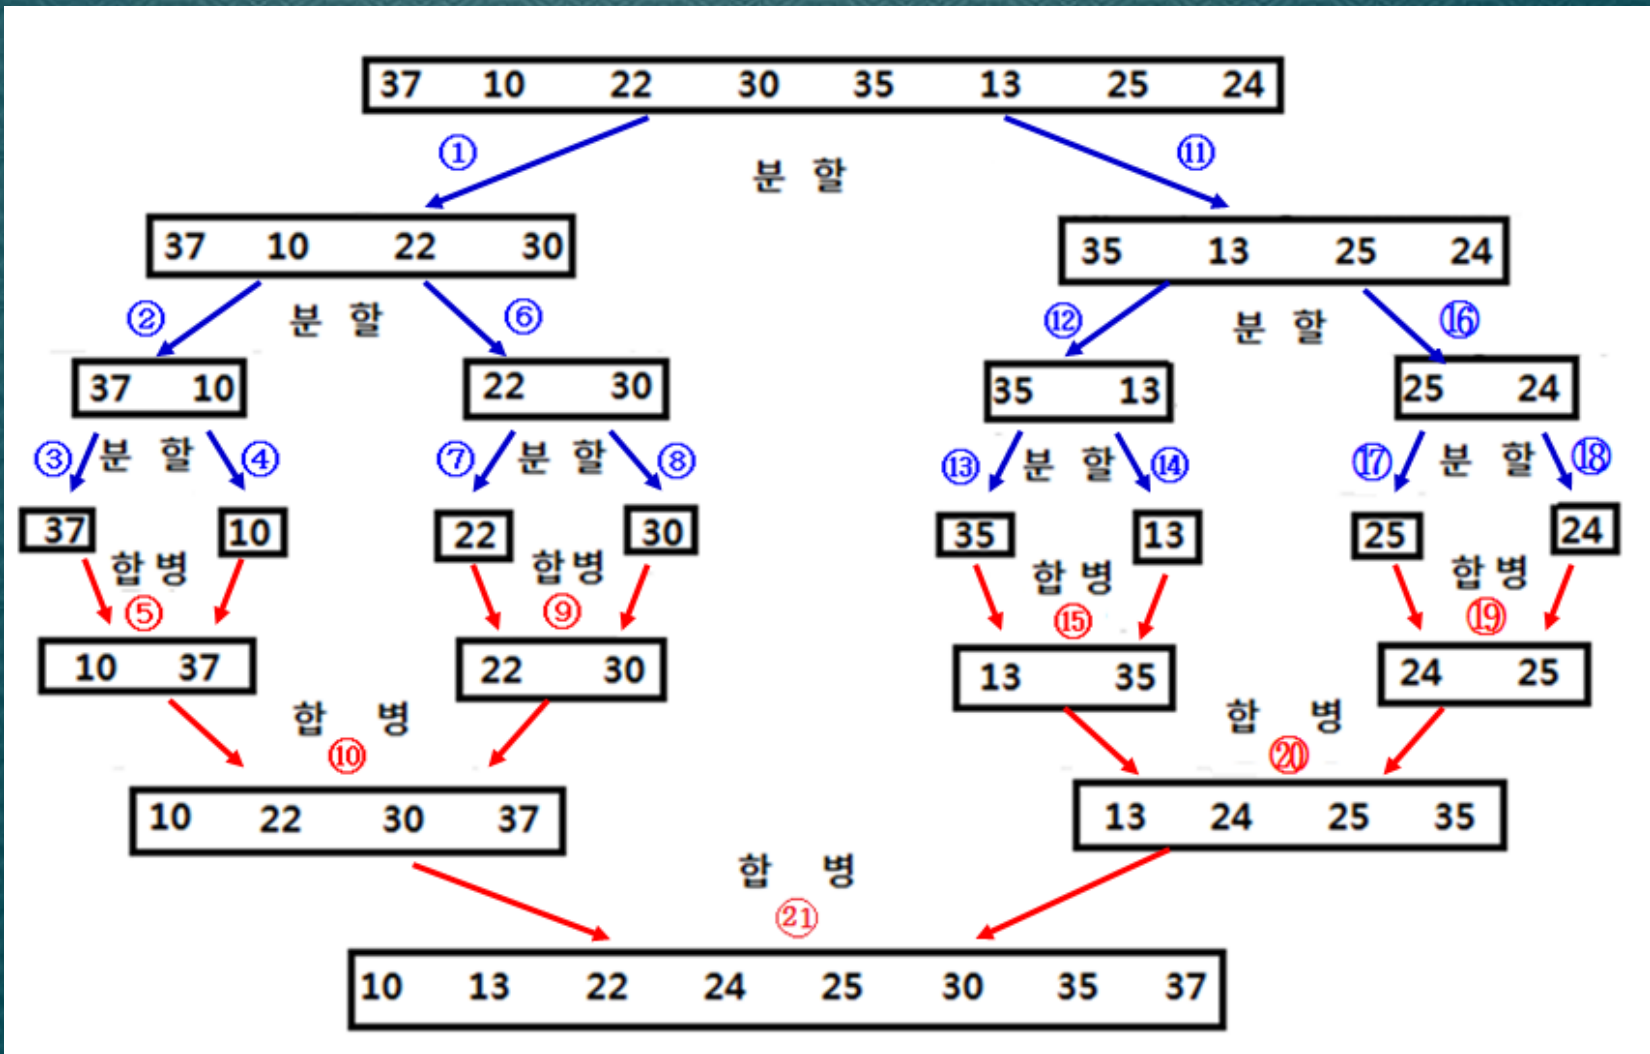 37 10 22 30 35 13 25 24
① 분 할 ⑪
37 10 22 30
35 13 25 24
② 분 할 ⑥
⑫ 분 할 ⑯
37 10
22 30
35 13
25 24
③ 분 할 ④
⑦ 분 할 ⑧
⑬ 분 할 ⑭
⑰ 분 할 ⑱
37
10
22
30
35
13
25
24
합 병
합 병
합 병
합 병
⑤
⑨
⑮
⑲
10 37
22 30
13 35
24 25
합 병
합 병
⑩
⑳
10 22 30 37
13 24 25 35
합 병
㉑
10 13 22 24 25 30 35 37